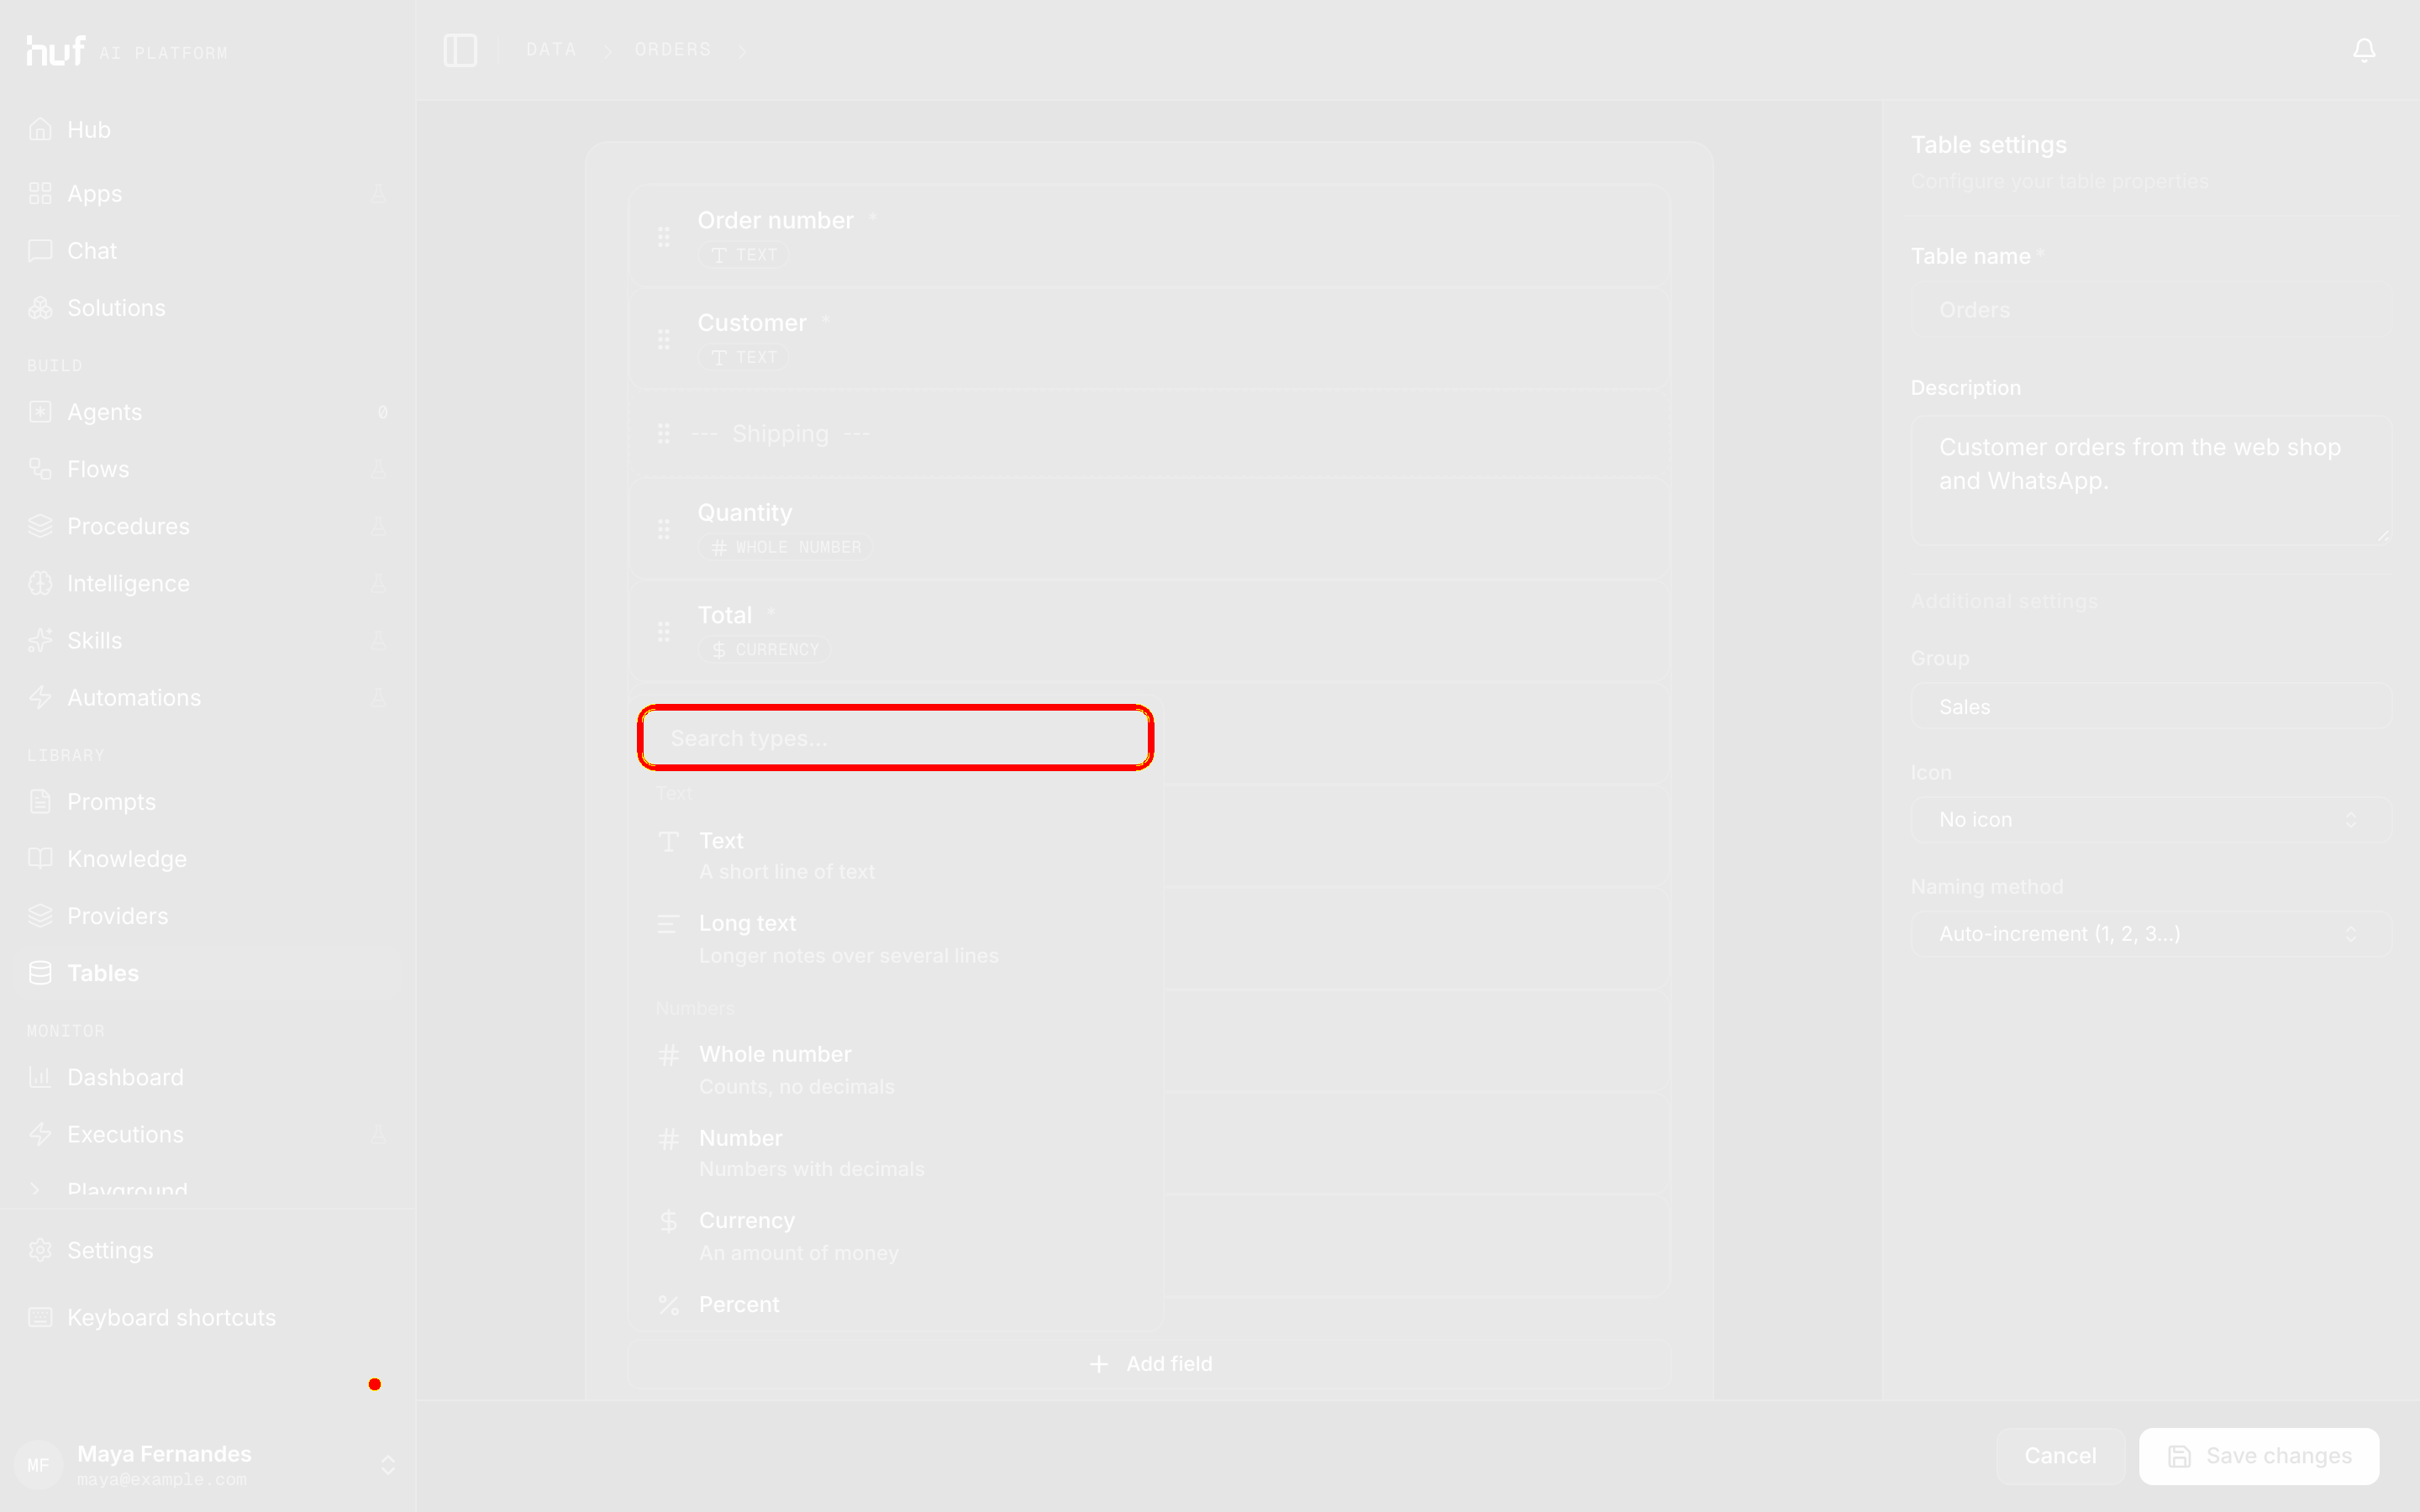 huf AI PLATFORM
Hub
Apps
Chat
Solutions
BUILD
Agents 0
Flows
Procedures
Intelligence
Skills
Automations
LIBRARY
Prompts
Knowledge
Providers
Tables
MONITOR
Dashboard
Executions
Playground
Settings
Keyboard shortcuts
MF
Maya Fernandes
maya@example.com
DATA > ORDERS >
Order number *
TEXT
Customer *
TEXT
--- Shipping ---
Quantity
WHOLE NUMBER
Total *
CURRENCY
Search types...
Text
Text
A short line of text
Long text
Longer notes over several lines
Numbers
Whole number
Counts, no decimals
Number
Numbers with decimals
Currency
An amount of money
Percent
Add field
Table settings
Configure your table properties
Table name *
Orders
Description
Customer orders from the web shop
and WhatsApp.
Additional settings
Group
Sales
Icon
No icon
Naming method
Auto-increment (1, 2, 3...)
Cancel
Save changes